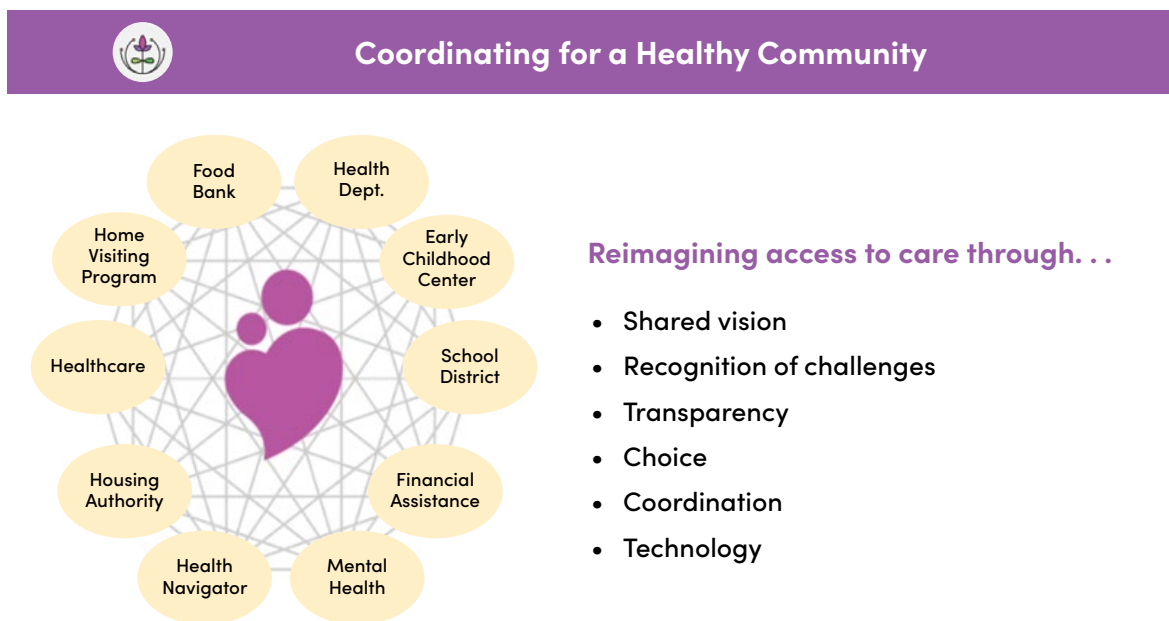 Coordinating for a Healthy Community
Food
Bank
Health
Dept.
Home
Visiting
Program
Early
Childhood
Center
Healthcare
School
District
Housing
Authority
Financial
Assistance
Health
Navigator
Mental
Health
Reimagining access to care through. . .
• Shared vision
• Recognition of challenges
• Transparency
• Choice
• Coordination
• Technology